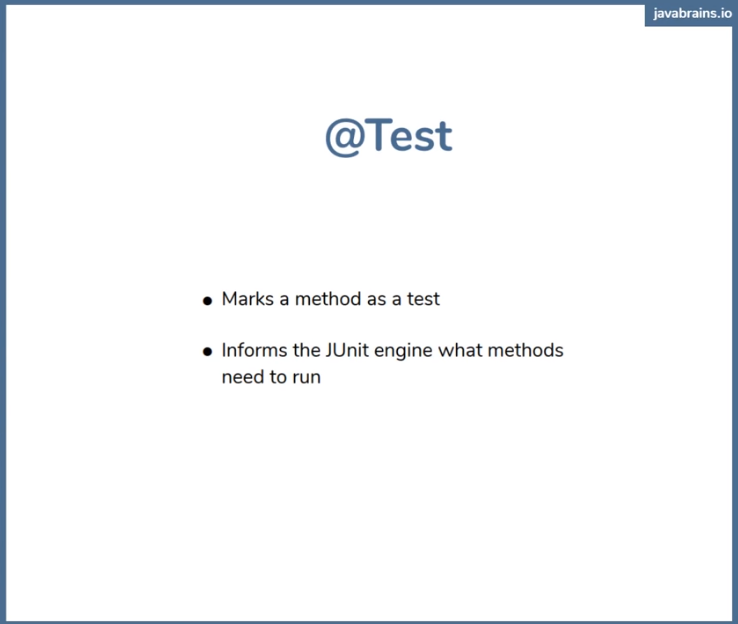 javabrains.io
@Test
● Marks a method as a test
● Informs the JUnit engine what methods
need to run